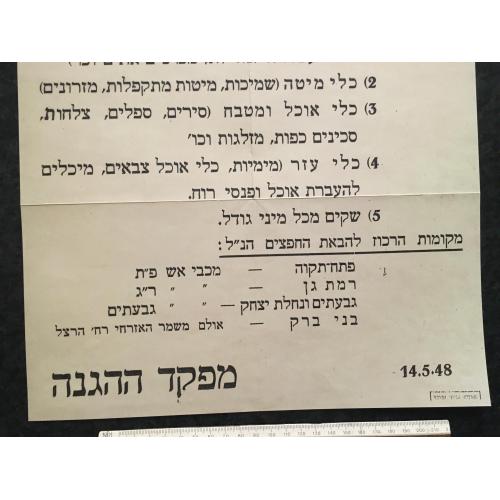 2) כלי מיטה (שמיכות, מיטות מתקפלות, מזרונים)
3) כלי אוכל ומטבח (סירים, ספלים, צלחות,
סכינים כפות, מזלגות וכו'
4) כלי עזר (מימיות, כלי אוכל צבאים, מיכלים
להעברת אוכל ופנסי רוח.
5) שקים מכל מיני גודל.
מקומות הרכוז להבאת החפצים הנ"ל:
פתח־תקוה — מכבי אש פ"ת
רמת גן — " " ר"ג
גבעתים ונחלת יצחק — " " גבעתים
בני ברק — אולם משמר האזרחי רח' הרצל
14.5.48
מפקד ההגנה